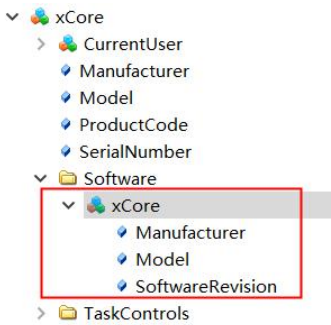 xCore
CurrentUser
Manufacturer
Model
ProductCode
SerialNumber
Software
xCore
Manufacturer
Model
SoftwareRevision
TaskControls